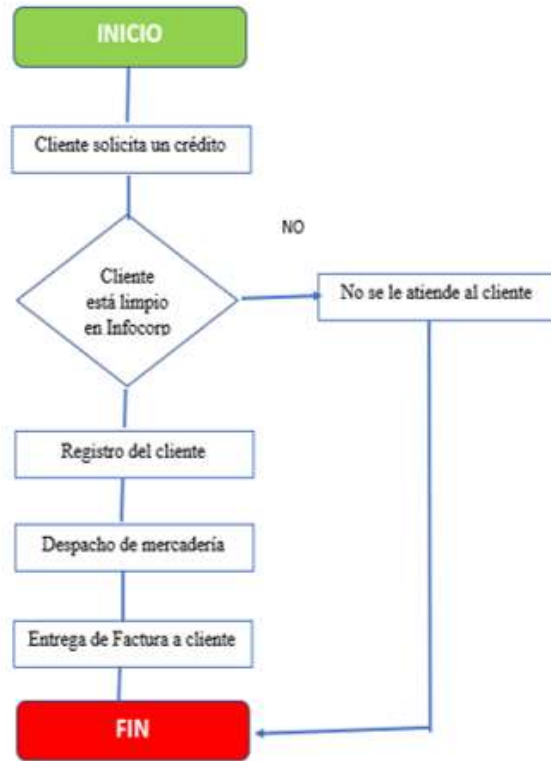 INICIO
Cliente solicita un crédito
NO
Cliente
está limpio
en Infocorp
No se le atiende al cliente
Registro del cliente
Despacho de mercadería
Entrega de Factura a cliente
FIN